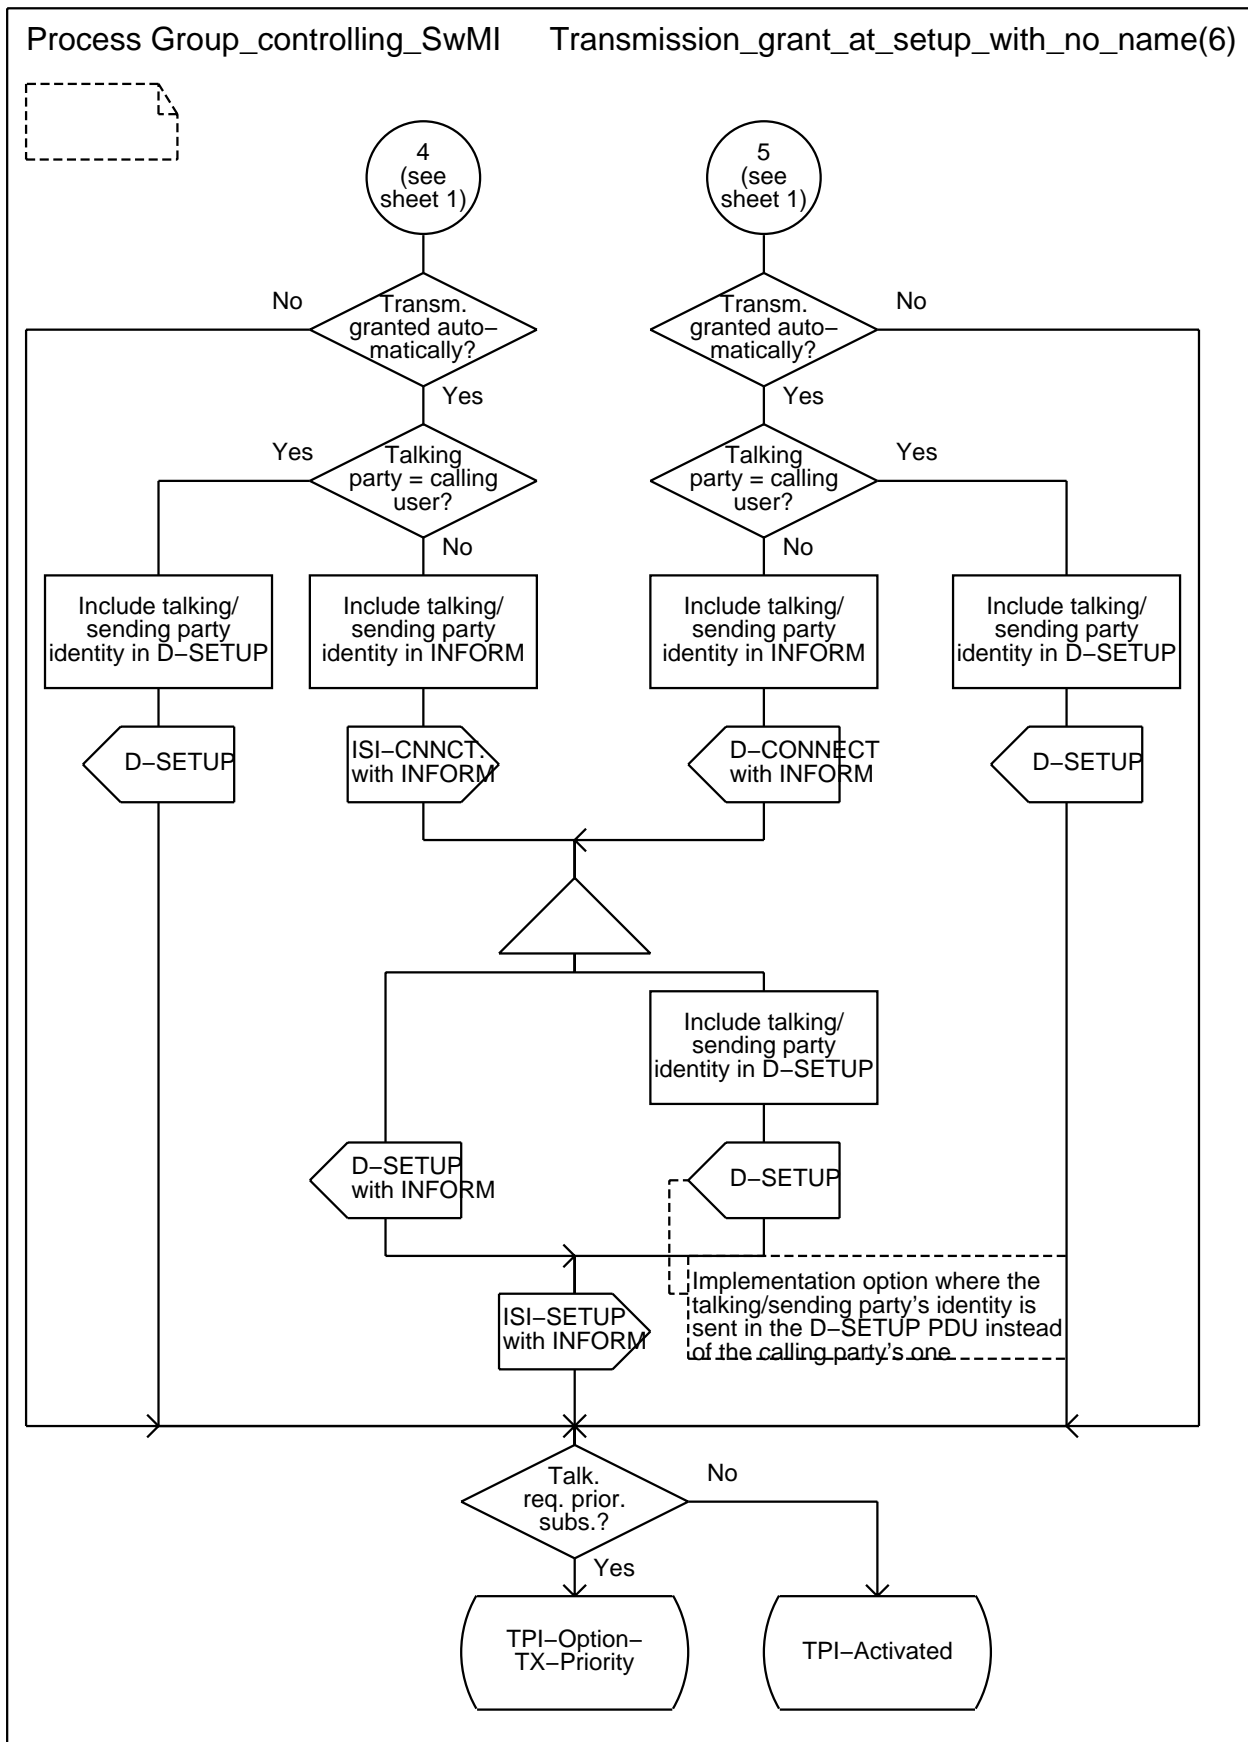 Process Group_controlling_SwMI Transmission_grant_at_setup_with_no_name(6)
4
(see
sheet 1)
5
(see
sheet 1)
No
Transm.
granted auto–
matically?
Transm.
granted auto–
matically?
No
Yes
Yes
Yes
Talking
party = calling
user?
Talking
party = calling
user?
Yes
No
No
Include talking/
sending party
identity in D–SETUP
Include talking/
sending party
identity in INFORM
Include talking/
sending party
identity in INFORM
Include talking/
sending party
identity in D–SETUP
D–SETUP
ISI–CNNCT.
with INFORM
D–CONNECT
with INFORM
D–SETUP
Include talking/
sending party
identity in D–SETUP
D–SETUP
with INFORM
D–SETUP
ISI–SETUP
with INFORM
Implementation option where the
talking/sending party's identity is
sent in the D–SETUP PDU instead
of the calling party's one
Talk.
req. prior.
subs.?
No
Yes
TPI–Option–
TX–Priority
TPI–Activated